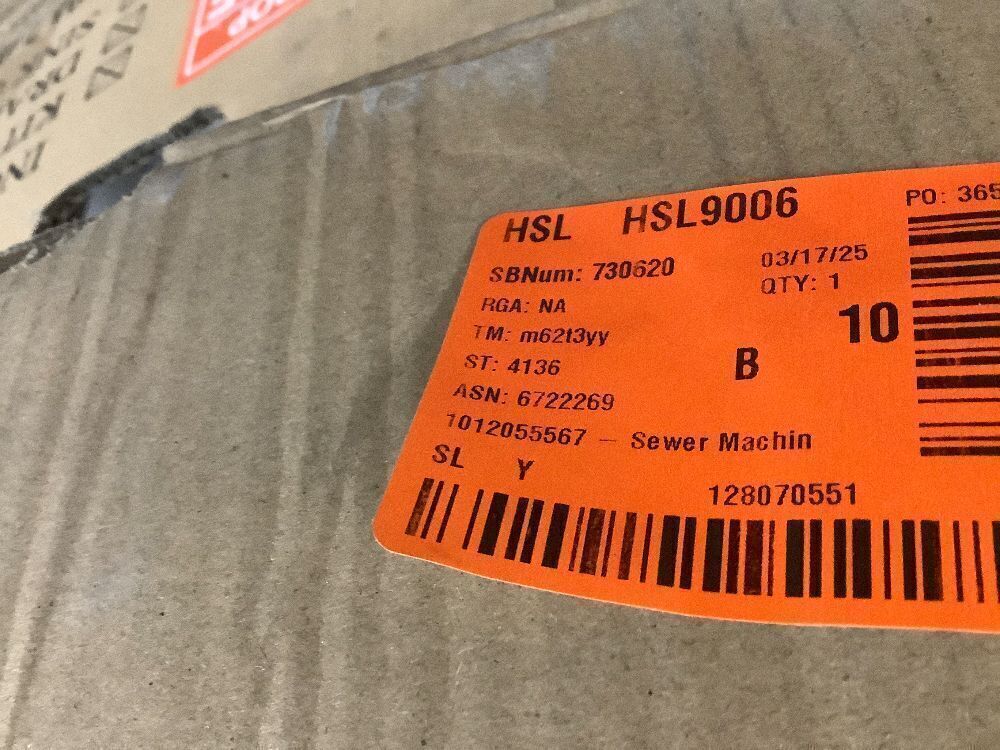 HSL HSL9006
PO: 365
SBNum: 730620
03/17/25
RGA: NA
QTY: 1
TM: m62t3yy
10
ST: 4136
B
ASN: 6722269
1012055567 – Sewer Machin
SL Y
128070551